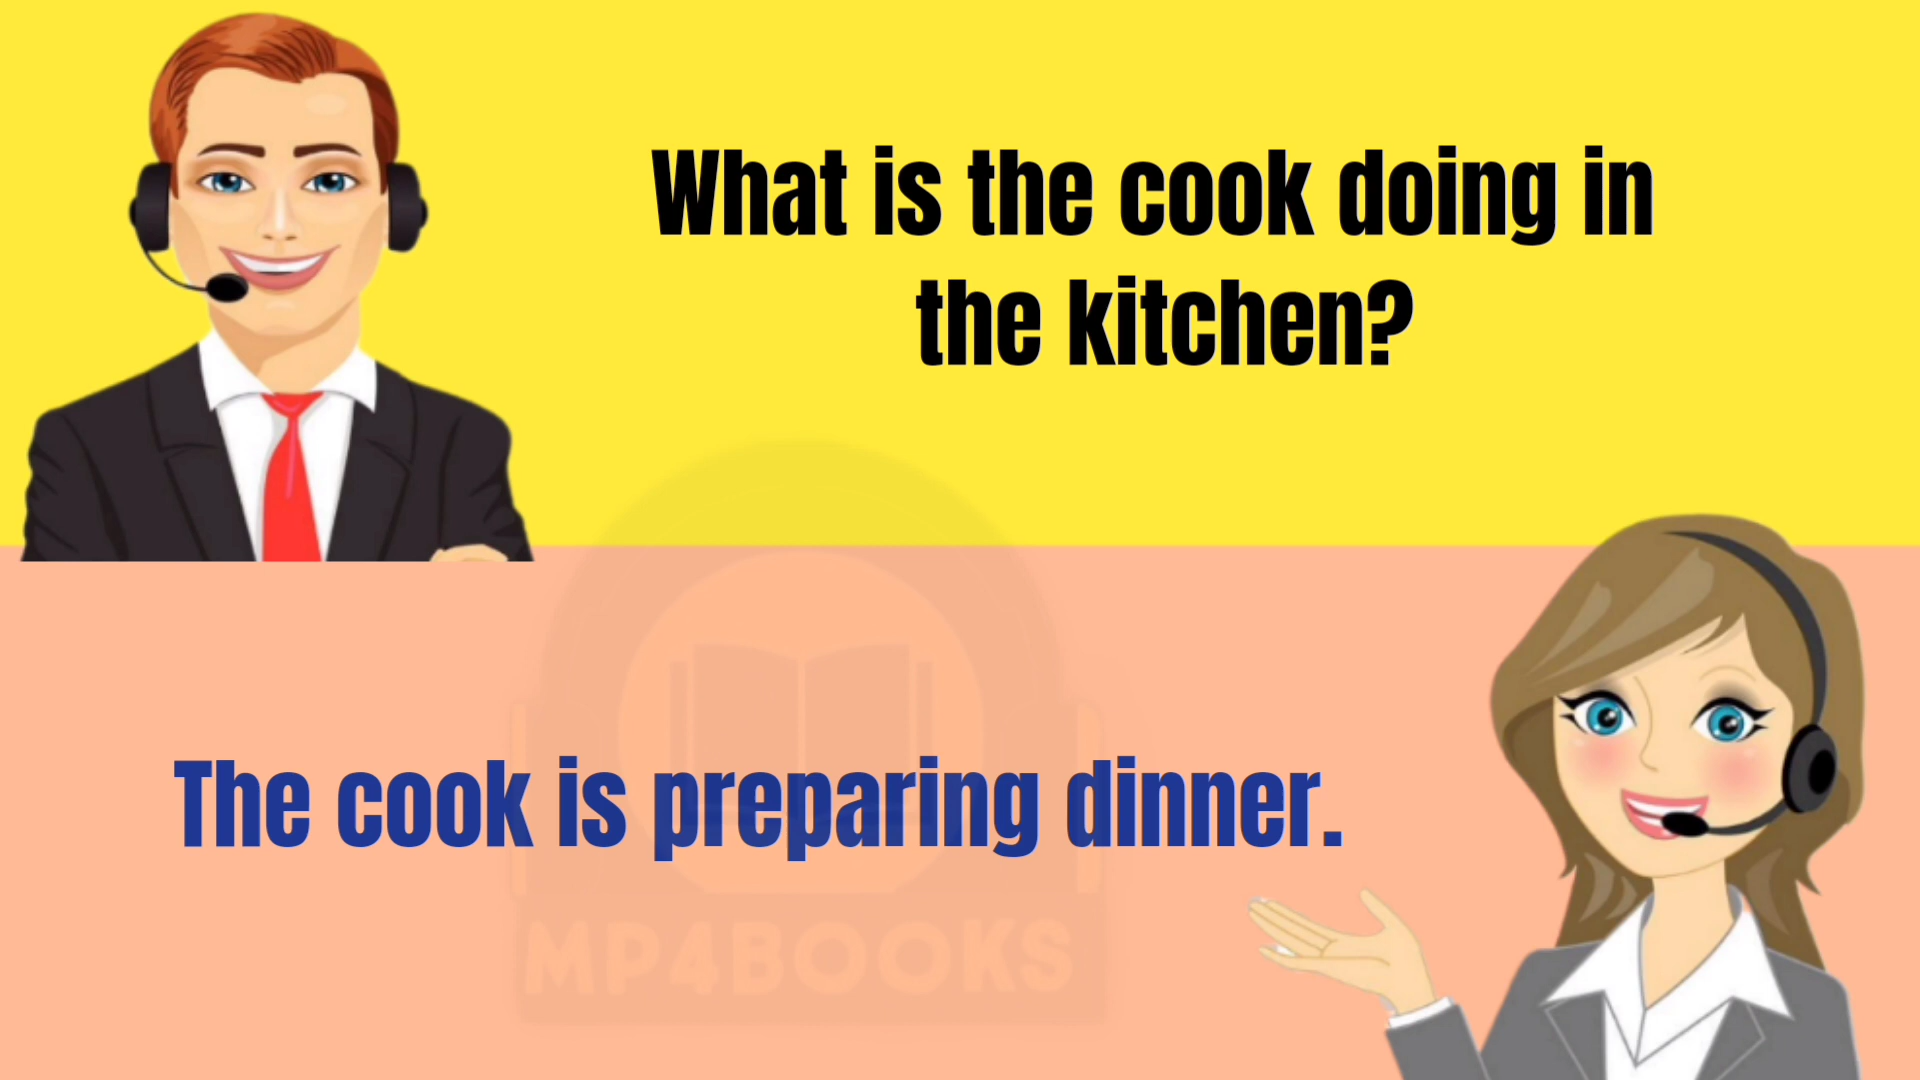 What is the cook doing in
the kitchen?
The cook is preparing dinner.
MP4BOOKS